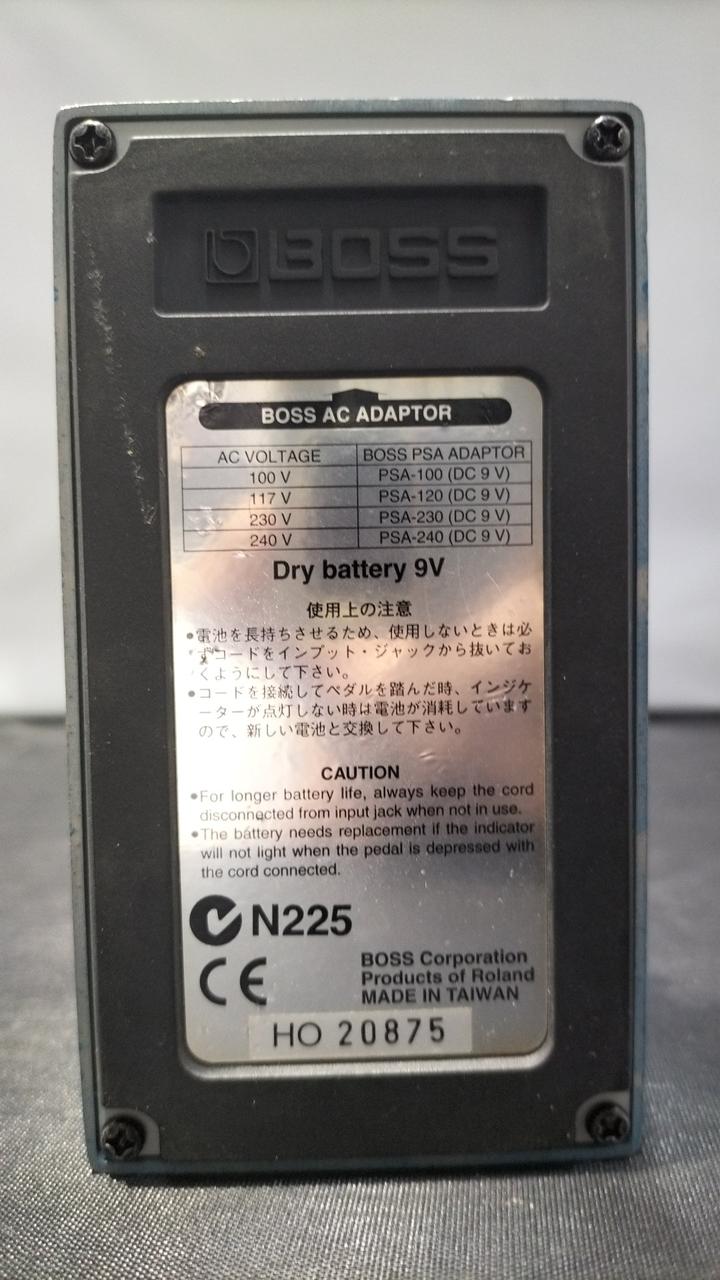 BOSS
BOSS AC ADAPTOR
AC VOLTAGE BOSS PSA ADAPTOR
100 V PSA-100 (DC 9 V)
117 V PSA-120 (DC 9 V)
230 V PSA-230 (DC 9 V)
240 V PSA-240 (DC 9 V)
Dry battery 9V
使用上の注意
●電池を長持ちさせるため、使用しないときは必
ずコードをインプット・ジャックから抜いてお
くようにして下さい。
●コードを接続してペダルを踏んだ時、インジケ
ーターが点灯しない時は電池が消耗しています
ので、新しい電池と交換して下さい。
CAUTION
●For longer battery life, always keep the cord
disconnected from input jack when not in use.
●The battery needs replacement if the indicator
will not light when the pedal is depressed with
the cord connected.
N225
CE
BOSS Corporation
Products of Roland
MADE IN TAIWAN
HO 20875